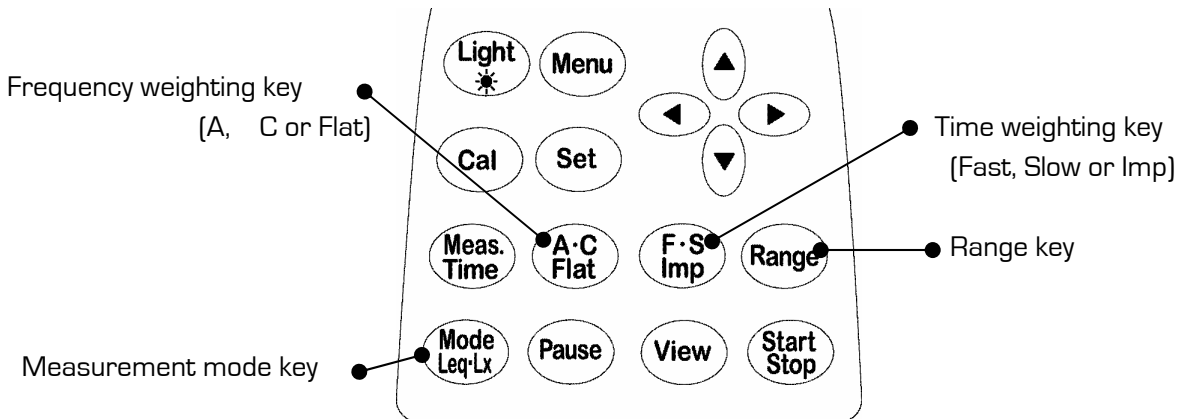 Light
Menu
Frequency weighting key
(A, C or Flat)
Time weighting key
(Fast, Slow or Imp)
Cal
Set
Meas.
Time
A·C
Flat
F·S
Imp
Range
Range key
Mode
Leq·Lx
Pause
View
Start
Stop
Measurement mode key